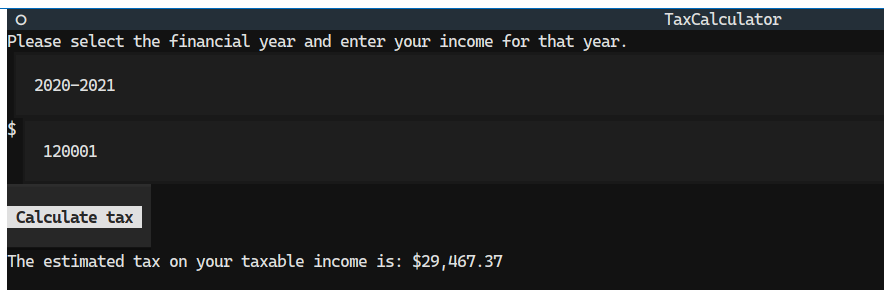 TaxCalculator
Please select the financial year and enter your income for that year.
2020-2021
$
120001
Calculate tax
The estimated tax on your taxable income is: $29,467.37